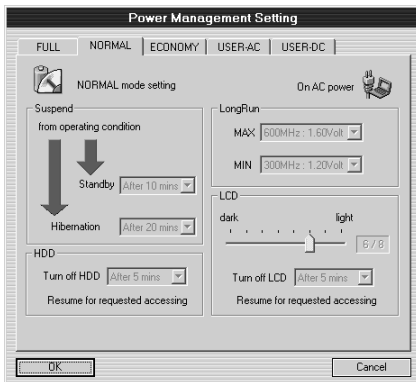 Power Management Setting
FULL NORMAL ECONOMY USER-AC USER-DC
NORMAL mode setting
On AC power
Suspend
from operating condition
Standby After 10 mins
Hibernation After 20 mins
HDD
Turn off HDD After 5 mins
Resume for requested accessing
LongRun
MAX 600MHz : 1.60Volt
MIN 300MHz : 1.20Volt
LCD
dark light
6 / 8
Turn off LCD After 5 mins
Resume for requested accessing
OK Cancel